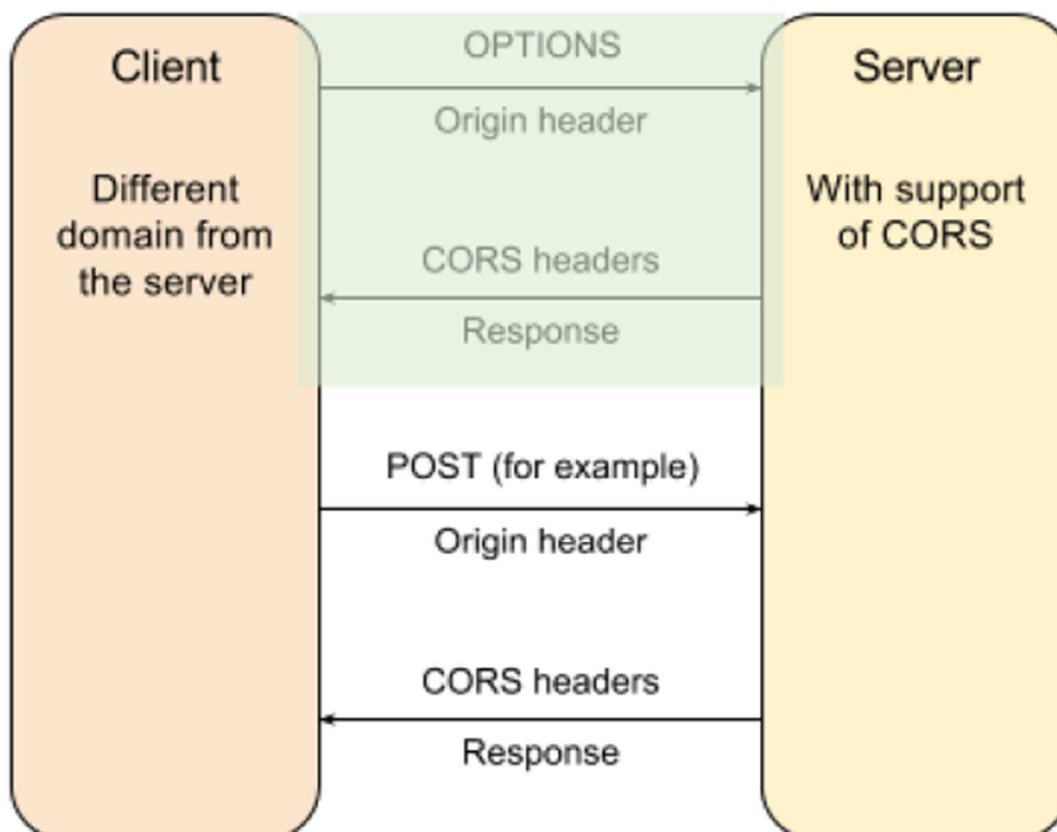 Client
Different
domain from
the server
OPTIONS
Origin header
CORS headers
Response
POST (for example)
Origin header
CORS headers
Response
Server
With support
of CORS